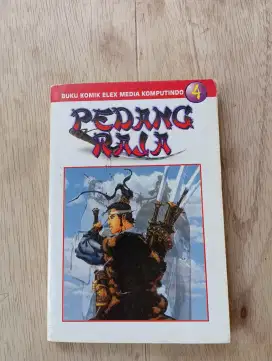 BUKU KOMIK ELEX MEDIA KOMPUTINDO 4
PEDANG
RAJA